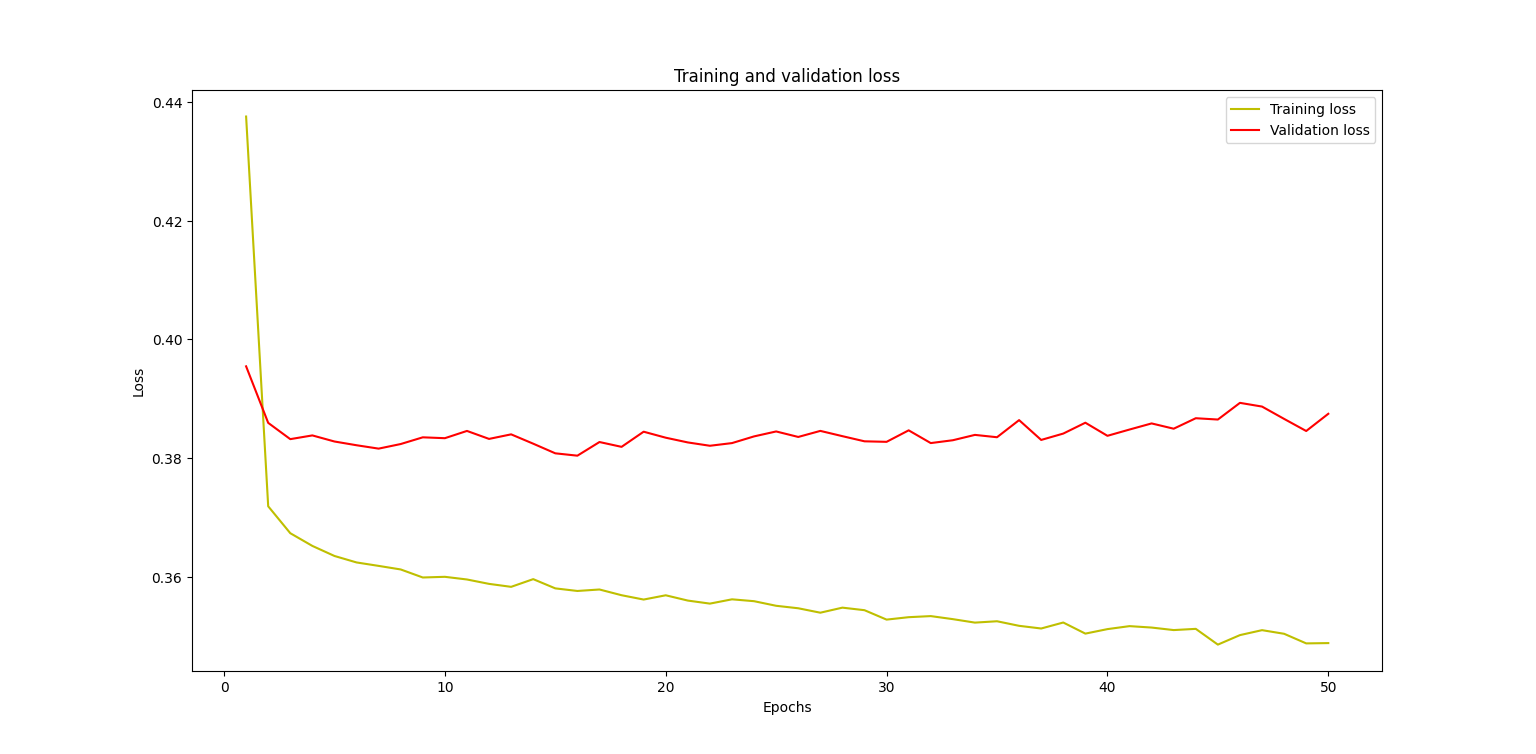 Training and validation loss
Training loss
Validation loss
0.44
0.42
0.40
0.38
0.36
Loss
0 10 20 30 40 50
Epochs